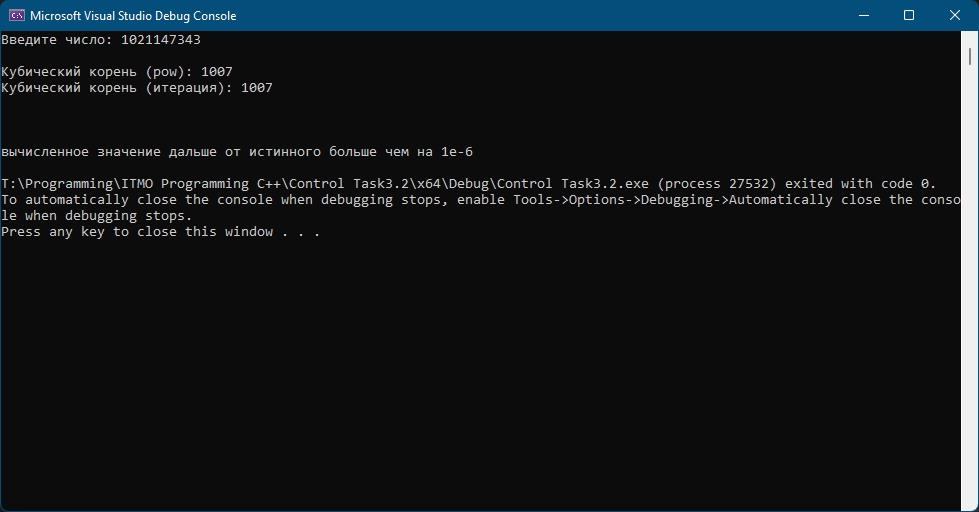 Microsoft Visual Studio Debug Console
Введите число: 1021147343
Кубический корень (pow): 1007
Кубический корень (итерация): 1007
вычисленное значение дальше от истинного больше чем на 1e-6
T:\Programming\ITMO Programming C++\Control Task3.2\x64\Debug\Control Task3.2.exe (process 27532) exited with code 0.
To automatically close the console when debugging stops, enable Tools->Options->Debugging->Automatically close the conso
le when debugging stops.
Press any key to close this window . . .